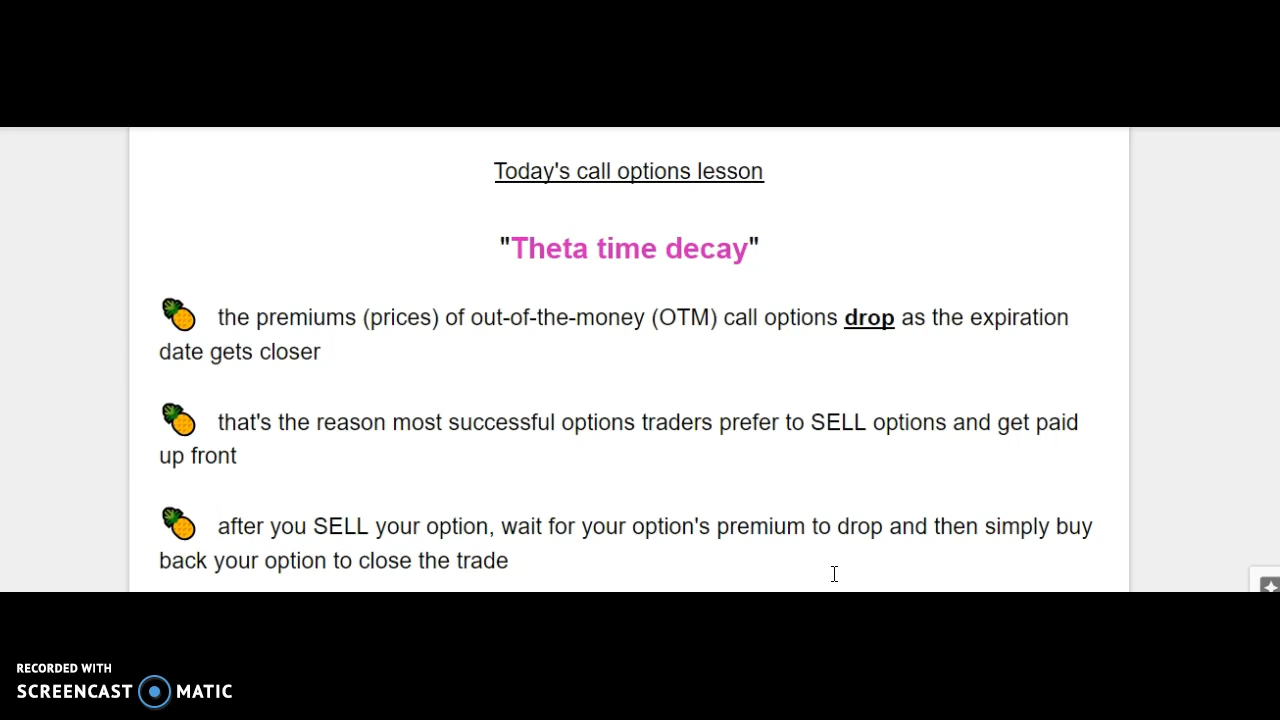 Today's call options lesson
"Theta time decay"
the premiums (prices) of out-of-the-money (OTM) call options drop as the expiration
date gets closer
that's the reason most successful options traders prefer to SELL options and get paid
up front
after you SELL your option, wait for your option's premium to drop and then simply buy
back your option to close the trade
RECORDED WITH
SCREENCAST MATIC